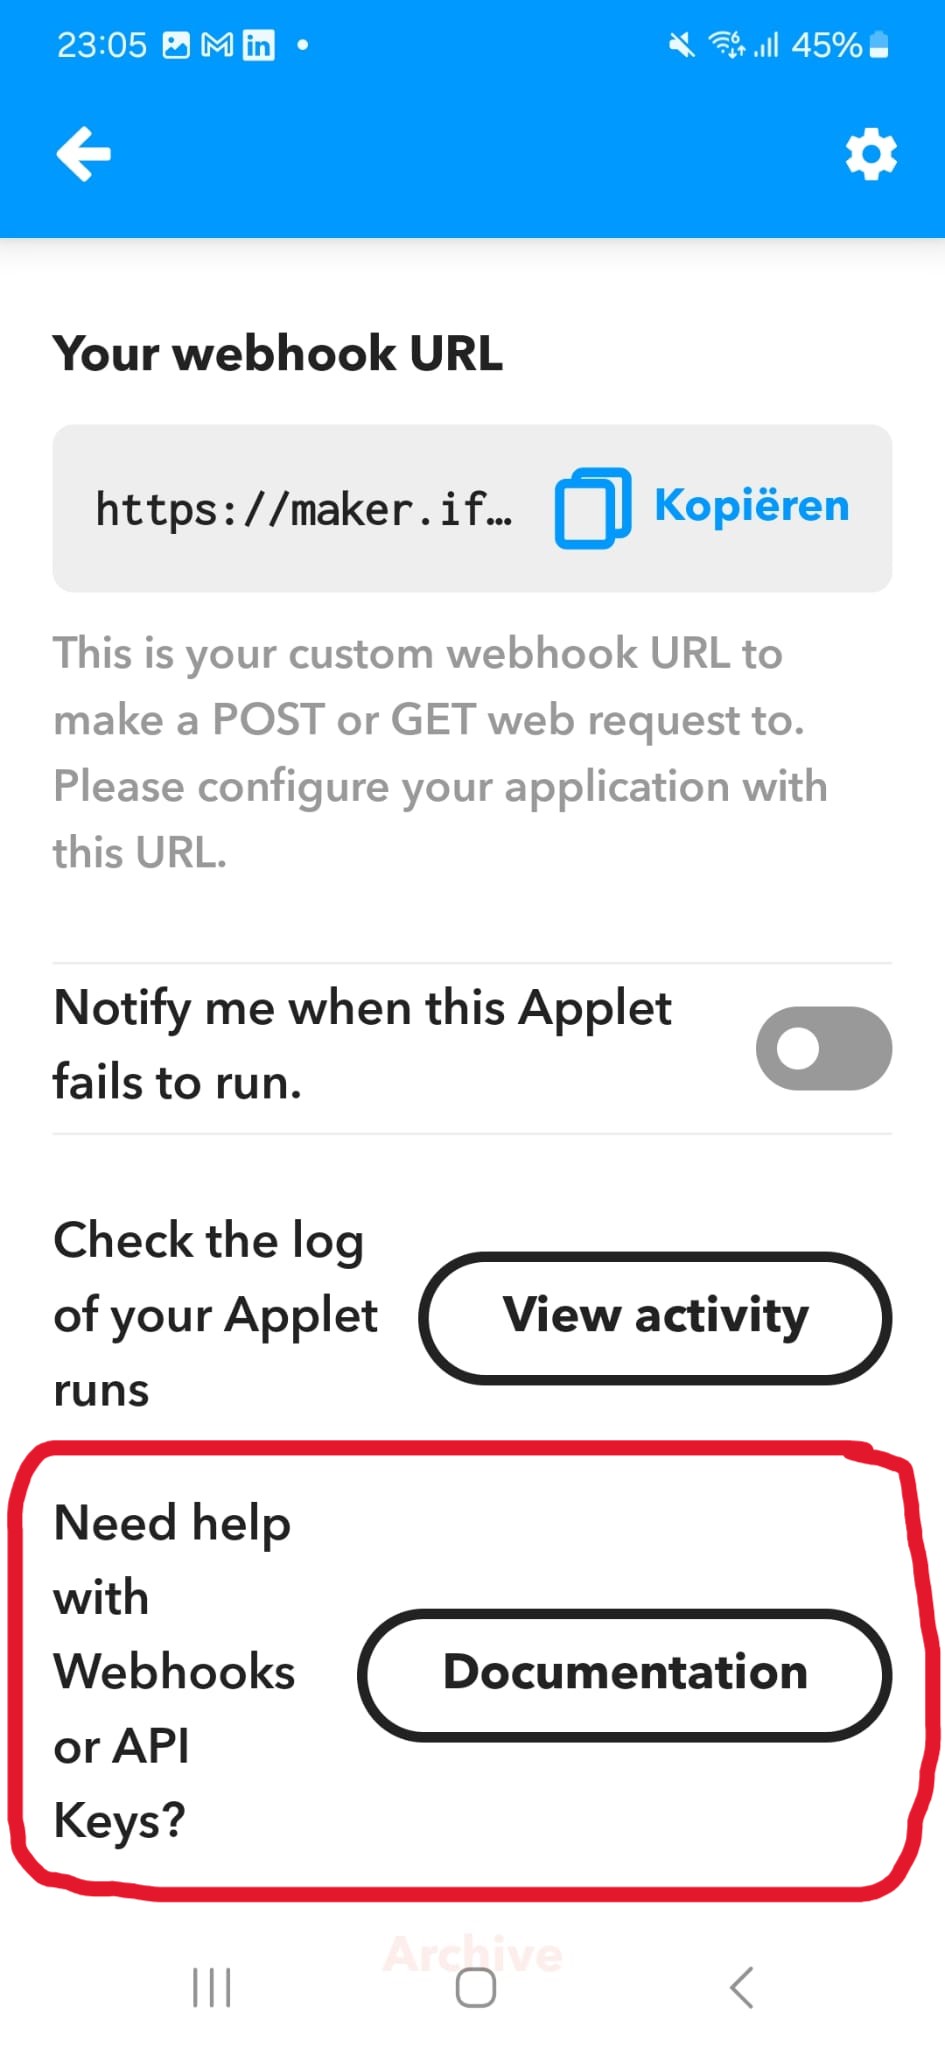 23:05
45%
Your webhook URL
https://maker.if...
Kopiëren
This is your custom webhook URL to
make a POST or GET web request to.
Please configure your application with
this URL.
Notify me when this Applet
fails to run.
Check the log
of your Applet
runs
View activity
Need help
with
Webhooks
or API
Keys?
Documentation
Archive